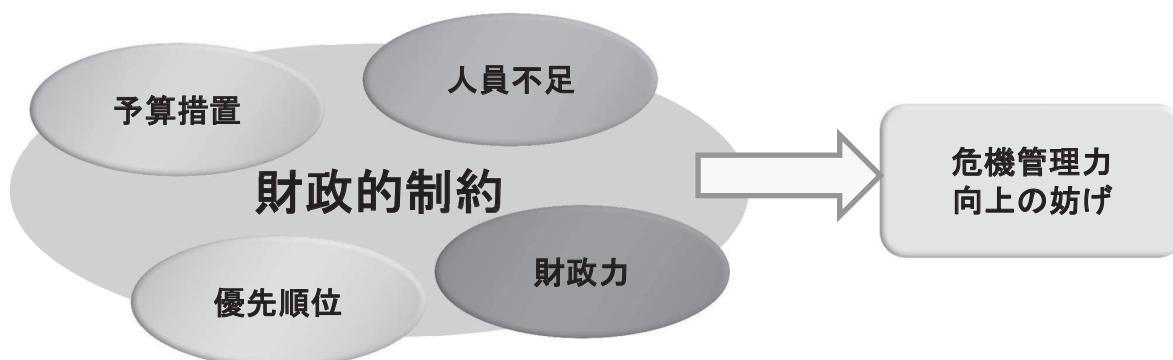 予算措置
人員不足
財政的制約
優先順位
財政力
危機管理力
向上の妨げ